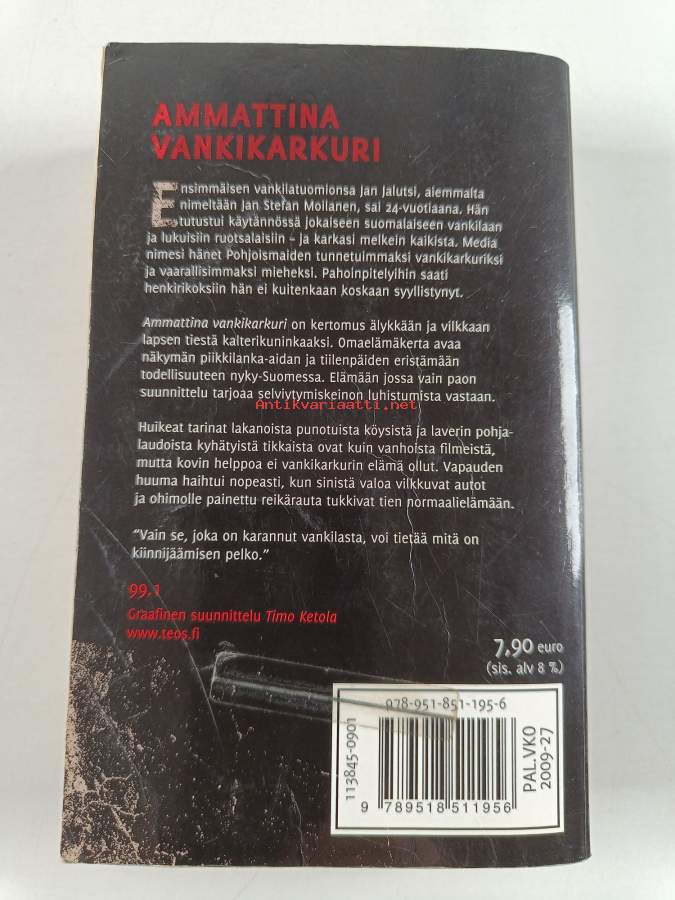 AMMATTINA
VANKIKARKURI
Ensimmäisen vankilatuomionsa Jan Jalutsi, aiemmalta
nimeltään Jan Stefan Moilanen, sai 24-vuotiaana. Hän
tutustui käytännössä jokaiseen suomalaiseen vankilaan
ja lukuisiin ruotsalaisiin – ja karkasi melkein kaikista. Media
nimesi hänet Pohjoismaiden tunnetuimmaksi vankikarkuriksi
ja vaarallisimmaksi mieheksi. Pahoinpitelyihin saati
henkirikoksiin hän ei kuitenkaan koskaan syyllistynyt.
Ammattina vankikarkuri on kertomus älykkään ja vilkkaan
lapsen tiestä kalterikuninkaaksi. Omaelämäkerta avaa
näkymän piikkilanka-aidan ja tiilenpäiden eristämään
todellisuuteen nyky-Suomessa. Elämään jossa vain paon
suunnittelu tarjoaa selviytymiskeinon luhistumista vastaan.
Antikvariaatti.net
Huikeat tarinat lakanoista punotuista köysistä ja laverin pohja-
laudoista kyhätyistä tikkaista ovat kuin vanhoista filmeistä,
mutta kovin helppoa ei vankikarkurin elämä ollut. Vapauden
huuma haihtui nopeasti, kun sinistä valoa vilkkuvat autot
ja ohimolle painettu reikärauta tukkivat tien normaalielämään.
”Vain se, joka on karannut vankilasta, voi tietää mitä on
kiinnijäämisen pelko.”
99.1
Graafinen suunnittelu Timo Ketola
www.teos.fi
7,90 euro
(sis. alv 8 %)
978-951-851-195-6
113845-0901
PAL.VKO
2009-27
9 789518 511956